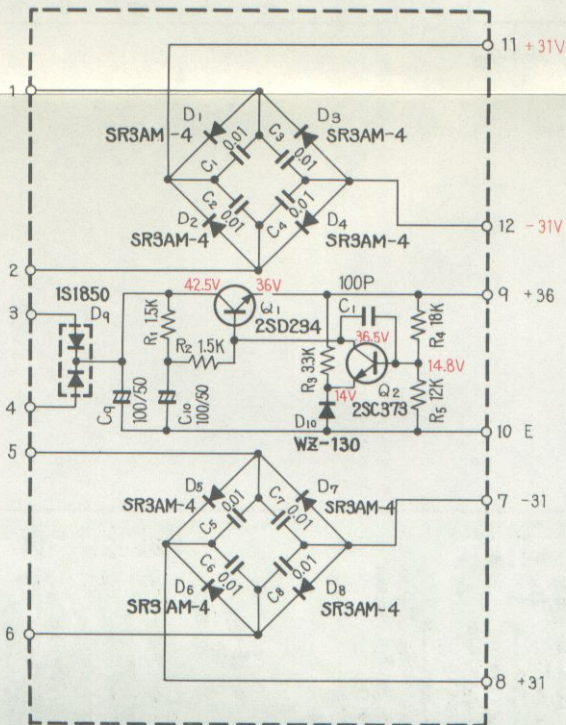 11 +31V
1
D1
SR3AM-4
D3
SR3AM-4
C1 0.01
C3 0.01
C2 0.01
C4 0.01
D2
SR3AM-4
D4
SR3AM-4
12 -31V
2
1S1850
3
D9
42.5V
36V
Q1
2SD234
100P
C1
9 +36
R1 1.5K
R2 1.5K
R3 33K
36.5V
R4 18K
14.8V
Q2
2SC373
14V
R5 12K
4
C9
100/50
C10
100/50
D10
WZ-130
10 E
5
D5
SR3AM-4
D7
SR3AM-4
7 -31
C5 0.01
C7 0.01
C6 0.01
C8 0.01
D6
SR3AM-4
D8
SR3AM-4
6
8 +31